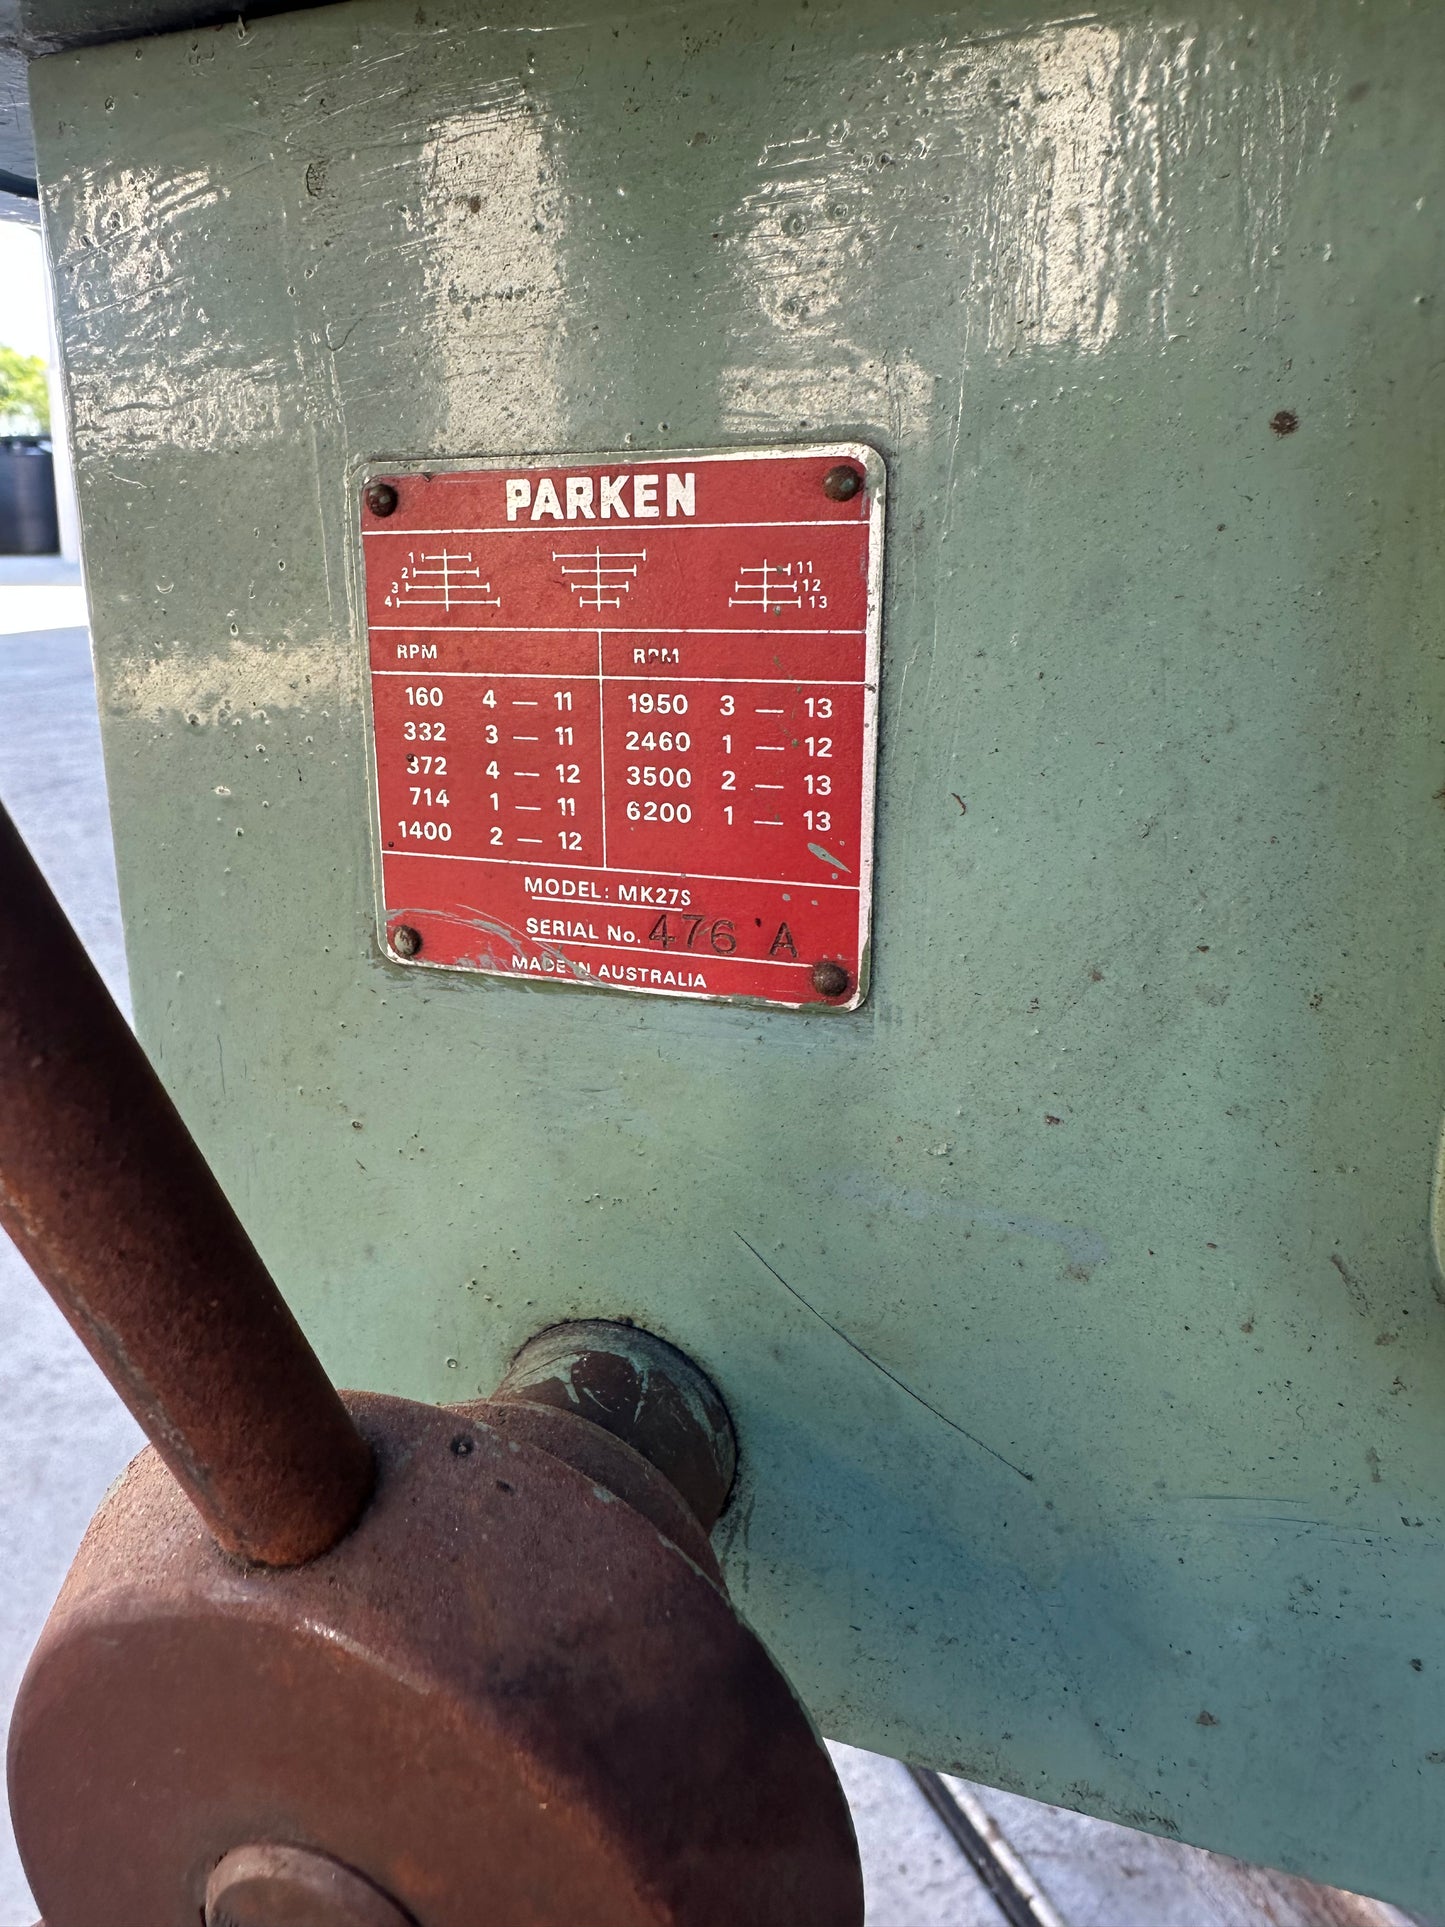 PARKEN
1
2
3
4
11
12
13
RPM RPM
160 4 — 11 1950 3 — 13
332 3 — 11 2460 1 — 12
372 4 — 12 3500 2 — 13
714 1 — 11 6200 1 — 13
1400 2 — 12
MODEL: MK27S
SERIAL No. 476 A
MADE IN AUSTRALIA